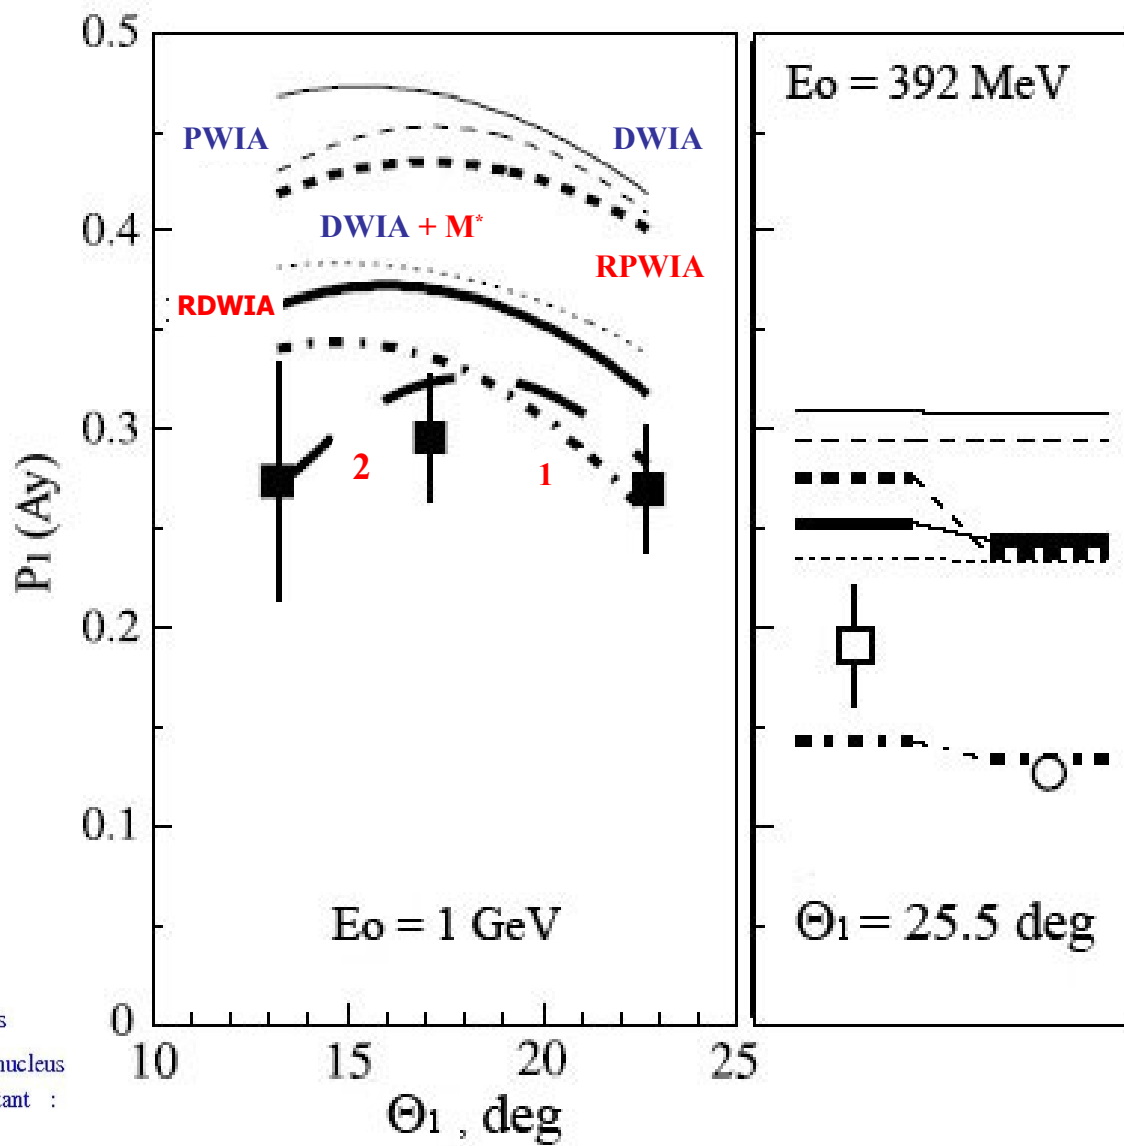 0.5
Eo = 392 MeV
PWIA
DWIA
0.4
DWIA + M*
RPWIA
RDWIA
0.3
2
1
P1 (Ay)
0.2
0.1
Eo = 1 GeV
Θ1 = 25.5 deg
0
s
nucleus
tant :
10
15
20
25
Θ1 , deg